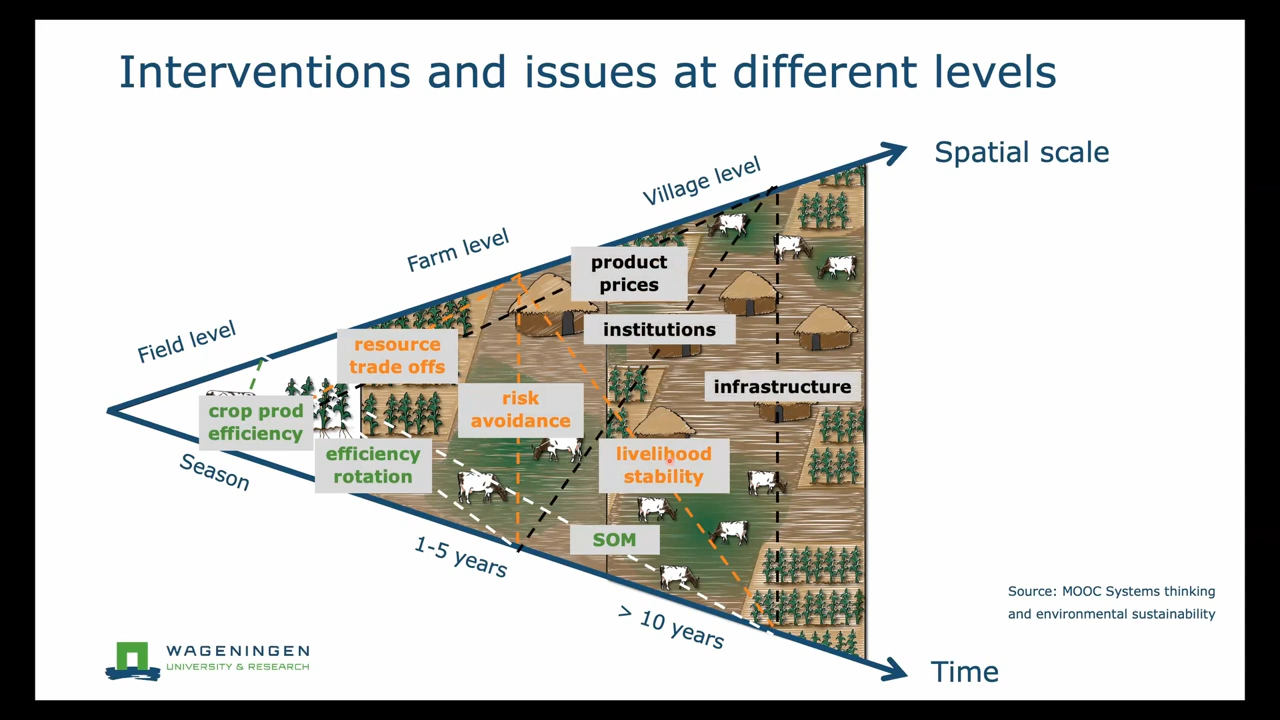 Interventions and issues at different levels
Spatial scale
Village level
Farm level
Field level
product
prices
institutions
infrastructure
resource
trade offs
risk
avoidance
livelihood
stability
crop prod
efficiency
efficiency
rotation
SOM
Season
1-5 years
> 10 years
Time
Source: MOOC Systems thinking
and environmental sustainability
WAGENINGEN
UNIVERSITY & RESEARCH